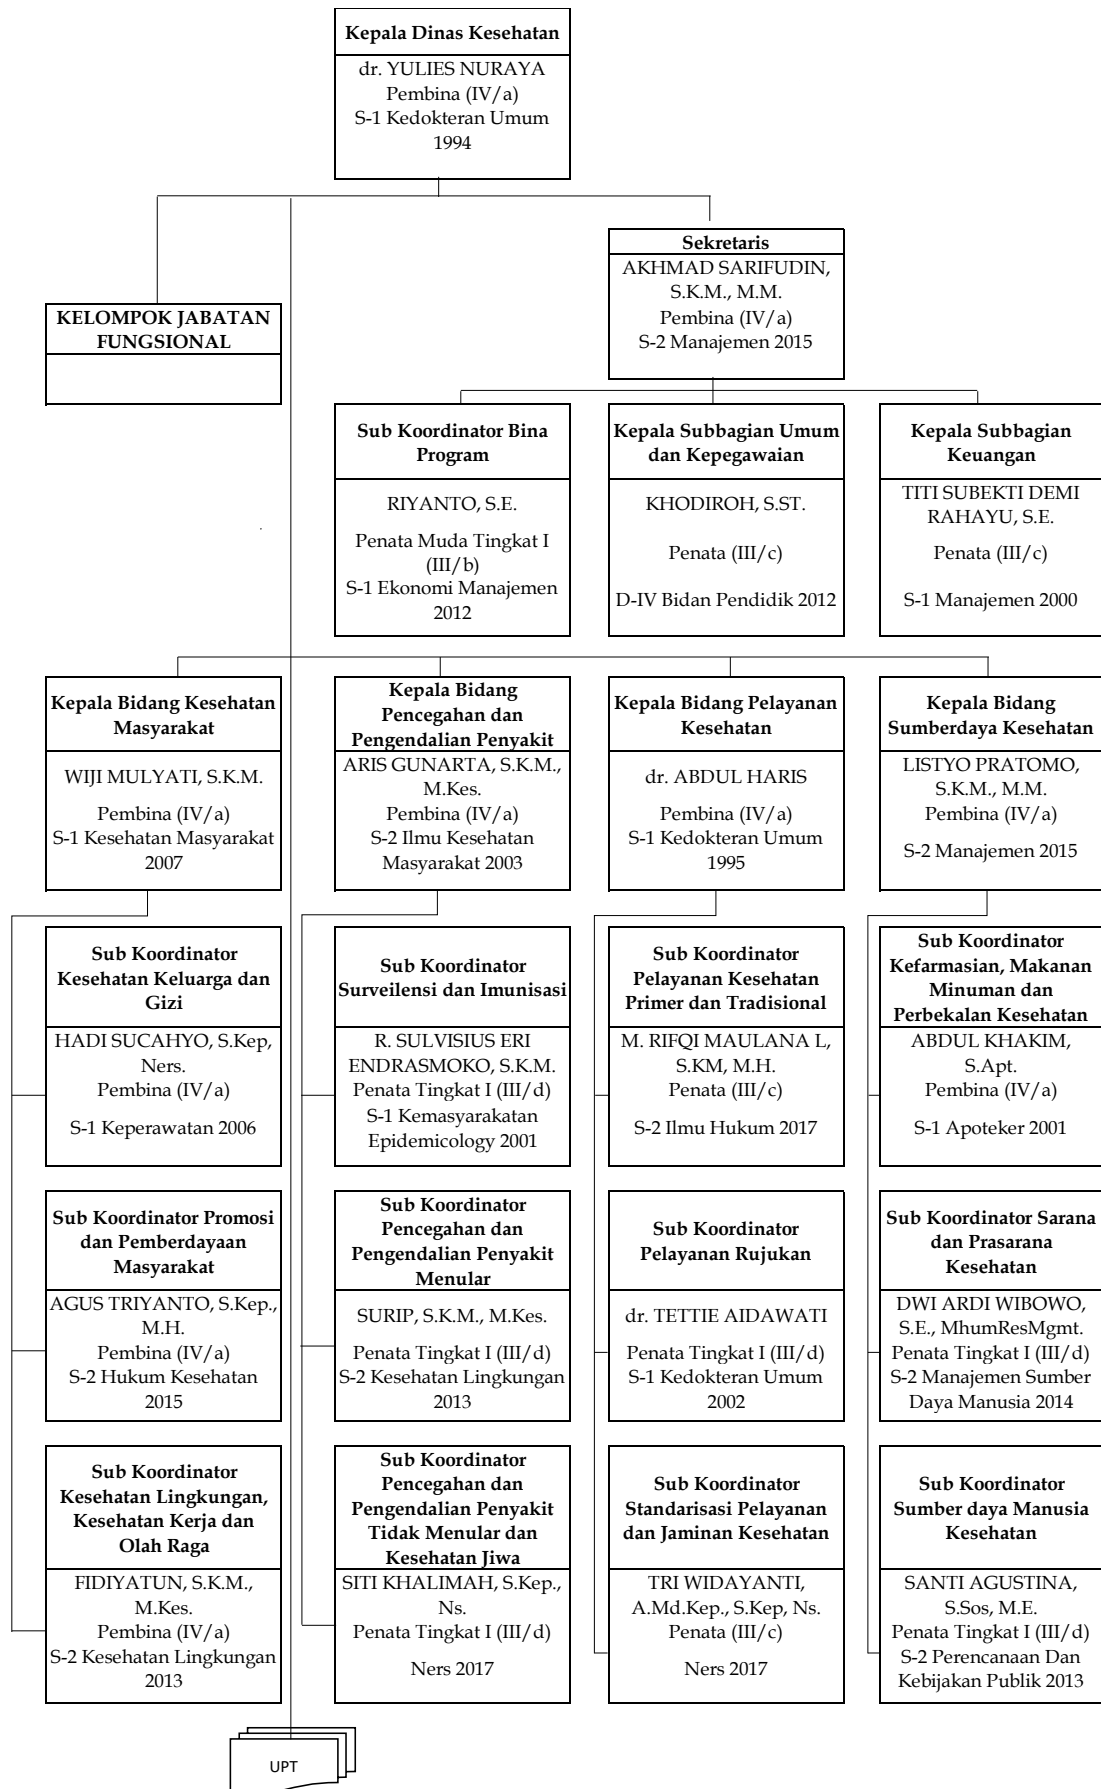 Kepala Dinas Kesehatan
dr. YULIES NURAYA
Pembina (IV/a)
S-1 Kedokteran Umum
1994
Sekretaris
AKHMAD SARIFUDIN,
S.K.M., M.M.
Pembina (IV/a)
S-2 Manajemen 2015
KELOMPOK JABATAN
FUNGSIONAL
Sub Koordinator Bina
Program
RIYANTO, S.E.
Penata Muda Tingkat I
(III/b)
S-1 Ekonomi Manajemen
2012
Kepala Subbagian Umum
dan Kepegawaian
KHODIROH, S.ST.
Penata (III/c)
D-IV Bidan Pendidik 2012
Kepala Subbagian
Keuangan
TITI SUBEKTI DEMI
RAHAYU, S.E.
Penata (III/c)
S-1 Manajemen 2000
Kepala Bidang Kesehatan
Masyarakat
WIJI MULYATI, S.K.M.
Pembina (IV/a)
S-1 Kesehatan Masyarakat
2007
Kepala Bidang
Pencegahan dan
Pengendalian Penyakit
ARIS GUNARTA, S.K.M.,
M.Kes.
Pembina (IV/a)
S-2 Ilmu Kesehatan
Masyarakat 2003
Kepala Bidang Pelayanan
Kesehatan
dr. ABDUL HARIS
Pembina (IV/a)
S-1 Kedokteran Umum
1995
Kepala Bidang
Sumberdaya Kesehatan
LISTYO PRATOMO,
S.K.M., M.M.
Pembina (IV/a)
S-2 Manajemen 2015
Sub Koordinator
Kesehatan Keluarga dan
Gizi
HADI SUCAHYO, S.Kep,
Ners.
Pembina (IV/a)
S-1 Keperawatan 2006
Sub Koordinator
Surveilensi dan Imunisasi
R. SULVISIUS ERI
ENDRASMOKO, S.K.M.
Penata Tingkat I (III/d)
S-1 Kemasyarakatan
Epidemicology 2001
Sub Koordinator
Pelayanan Kesehatan
Primer dan Tradisional
M. RIFQI MAULANA L,
S.KM, M.H.
Penata (III/c)
S-2 Ilmu Hukum 2017
Sub Koordinator
Kefarmasian, Makanan
Minuman dan
Perbekalan Kesehatan
ABDUL KHAKIM,
S.Apt.
Pembina (IV/a)
S-1 Apoteker 2001
Sub Koordinator Promosi
dan Pemberdayaan
Masyarakat
AGUS TRIYANTO, S.Kep.,
M.H.
Pembina (IV/a)
S-2 Hukum Kesehatan
2015
Sub Koordinator
Pencegahan dan
Pengendalian Penyakit
Menular
SURIP, S.K.M., M.Kes.
Penata Tingkat I (III/d)
S-2 Kesehatan Lingkungan
2013
Sub Koordinator
Pelayanan Rujukan
dr. TETTIE AIDAWATI
Penata Tingkat I (III/d)
S-1 Kedokteran Umum
2002
Sub Koordinator Sarana
dan Prasarana
Kesehatan
DWI ARDI WIBOWO,
S.E., MhumResMgmt.
Penata Tingkat I (III/d)
S-2 Manajemen Sumber
Daya Manusia 2014
Sub Koordinator
Kesehatan Lingkungan,
Kesehatan Kerja dan
Olah Raga
FIDIYATUN, S.K.M.,
M.Kes.
Pembina (IV/a)
S-2 Kesehatan Lingkungan
2013
Sub Koordinator
Pencegahan dan
Pengendalian Penyakit
Tidak Menular dan
Kesehatan Jiwa
SITI KHALIMAH, S.Kep.,
Ns.
Penata Tingkat I (III/d)
Ners 2017
Sub Koordinator
Standarisasi Pelayanan
dan Jaminan Kesehatan
TRI WIDAYANTI,
A.Md.Kep., S.Kep, Ns.
Penata (III/c)
Ners 2017
Sub Koordinator
Sumber daya Manusia
Kesehatan
SANTI AGUSTINA,
S.Sos, M.E.
Penata Tingkat I (III/d)
S-2 Perencanaan Dan
Kebijakan Publik 2013
UPT